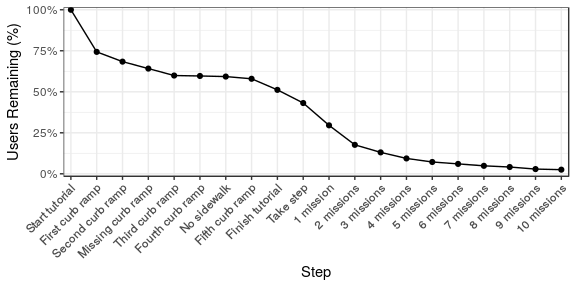 Users Remaining (%)
100%
75%
50%
25%
0%
Start tutorial
First curb ramp
Second curb ramp
Missing curb ramp
Third curb ramp
Fourth curb ramp
No sidewalk
Fifth curb ramp
Finish tutorial
Take step
1 mission
2 missions
3 missions
4 missions
5 missions
6 missions
7 missions
8 missions
9 missions
10 missions
Step